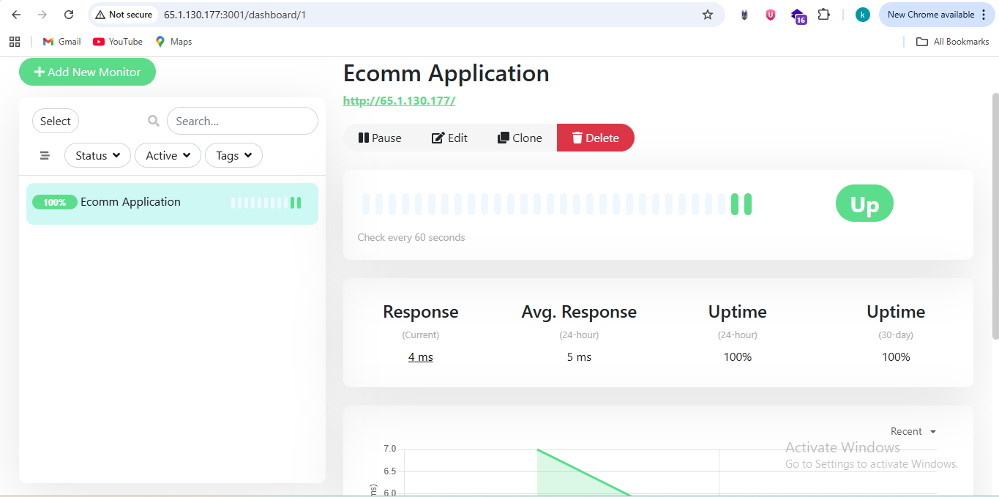 Not secure 65.1.130.177:3001/dashboard/1
16
k
New Chrome available
Gmail
YouTube
Maps
All Bookmarks
Add New Monitor
Select
Search...
Status
Active
Tags
100%
Ecomm Application
Ecomm Application
http://65.1.130.177/
Pause
Edit
Clone
Delete
Up
Check every 60 seconds
Response
(Current)
4 ms
Avg. Response
(24-hour)
5 ms
Uptime
(24-hour)
100%
Uptime
(30-day)
100%
Recent
7.0
6.5
6.0
ms)
Activate Windows
Go to Settings to activate Windows.